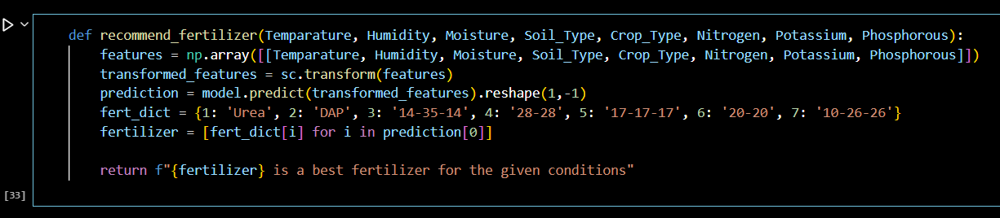 def recommend_fertilizer(Temparature, Humidity, Moisture, Soil_Type, Crop_Type, Nitrogen, Potassium, Phosphorous):
    features = np.array([[Temparature, Humidity, Moisture, Soil_Type, Crop_Type, Nitrogen, Potassium, Phosphorous]])
    transformed_features = sc.transform(features)
    prediction = model.predict(transformed_features).reshape(1,-1)
    fert_dict = {1: 'Urea', 2: 'DAP', 3: '14-35-14', 4: '28-28', 5: '17-17-17', 6: '20-20', 7: '10-26-26'}
    fertilizer = [fert_dict[i] for i in prediction[0]]
    return f"{fertilizer} is a best fertilizer for the given conditions"
[33]